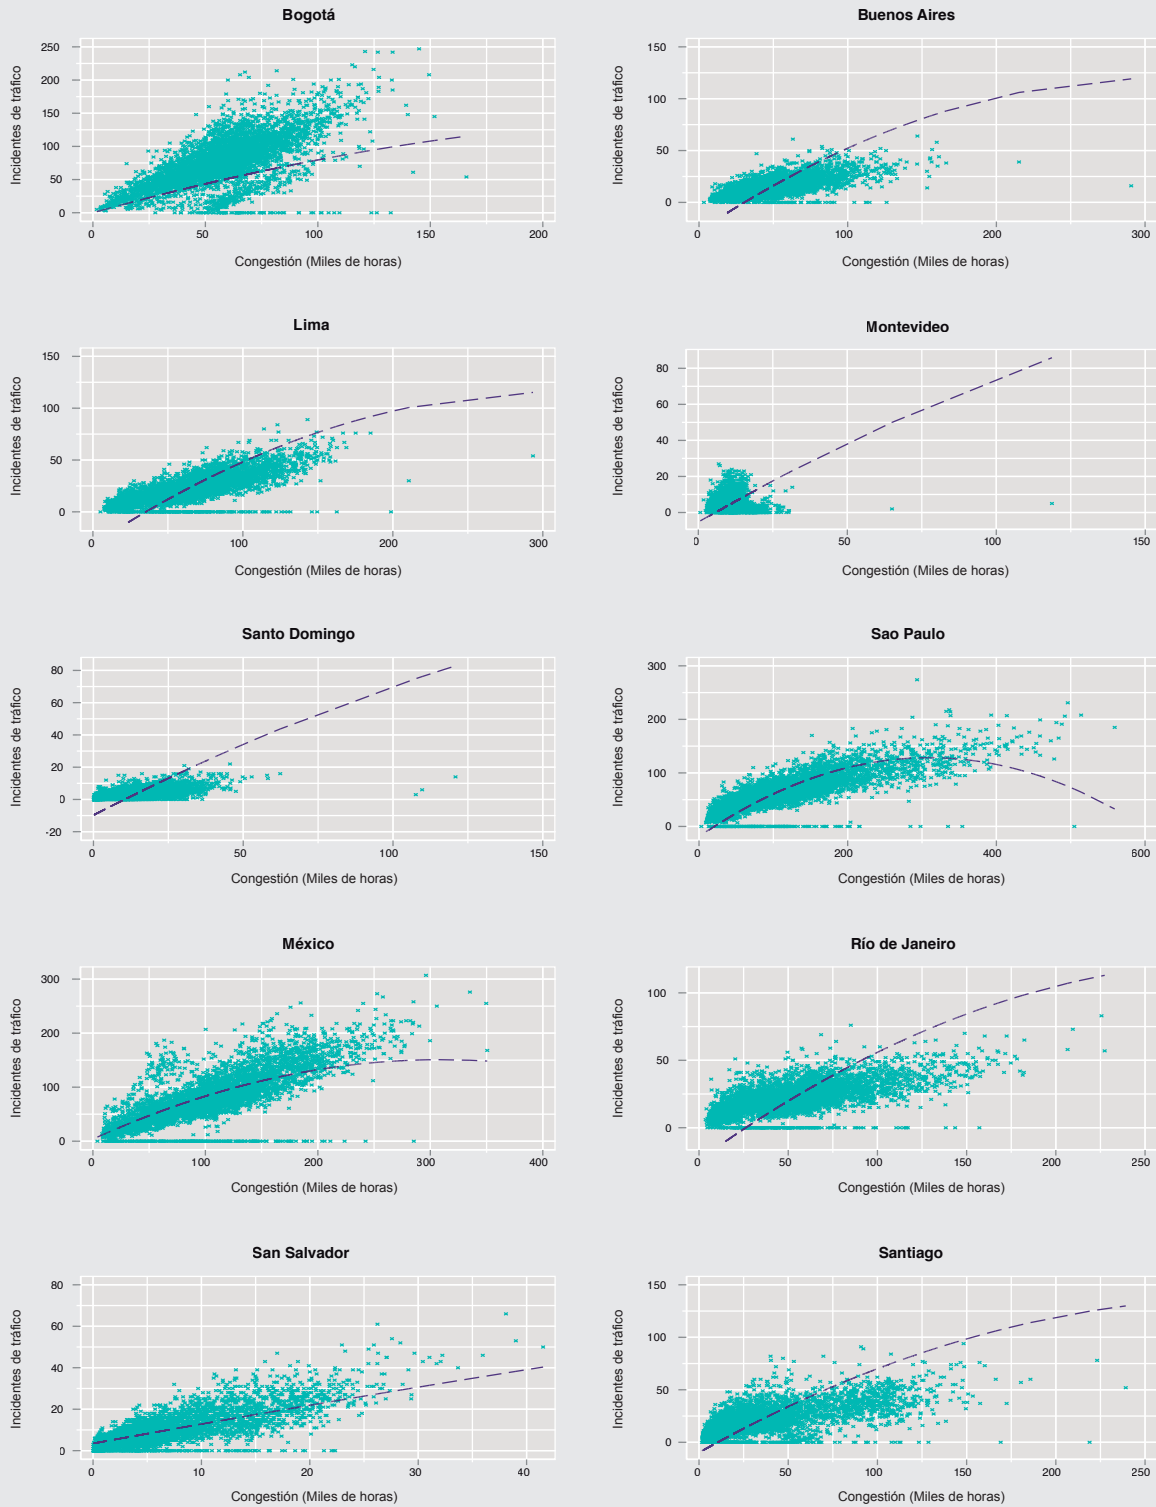 Bogotá
Incidentes de tráfico
250
200
150
100
50
0
0 50 100 150 200
Congestión (Miles de horas)
Buenos Aires
Incidentes de tráfico
150
100
50
0
0 100 200 300
Congestión (Miles de horas)
Lima
Incidentes de tráfico
150
100
50
0
0 100 200 300
Congestión (Miles de horas)
Montevideo
Incidentes de tráfico
80
60
40
20
0
0 50 100 150
Congestión (Miles de horas)
Santo Domingo
Incidentes de tráfico
80
60
40
20
0
-20
0 50 100 150
Congestión (Miles de horas)
Sao Paulo
Incidentes de tráfico
300
200
100
0
0 200 400 600
Congestión (Miles de horas)
México
Incidentes de tráfico
300
200
100
0
0 100 200 300 400
Congestión (Miles de horas)
Río de Janeiro
Incidentes de tráfico
100
50
0
0 50 100 150 200 250
Congestión (Miles de horas)
San Salvador
Incidentes de tráfico
80
60
40
20
0
0 10 20 30 40
Congestión (Miles de horas)
Santiago
Incidentes de tráfico
150
100
50
0
0 50 100 150 200 250
Congestión (Miles de horas)